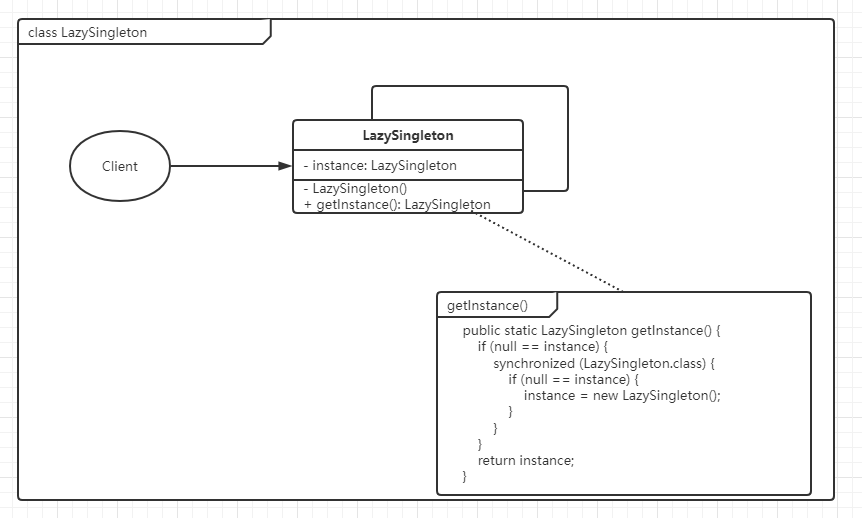 class LazySingleton
LazySingleton
Client
- instance: LazySingleton
- LazySingleton()
+ getInstance(): LazySingleton
getInstance()
public static LazySingleton getInstance() {
if (null == instance) {
synchronized (LazySingleton.class) {
if (null == instance) {
instance = new LazySingleton();
}
}
}
return instance;
}